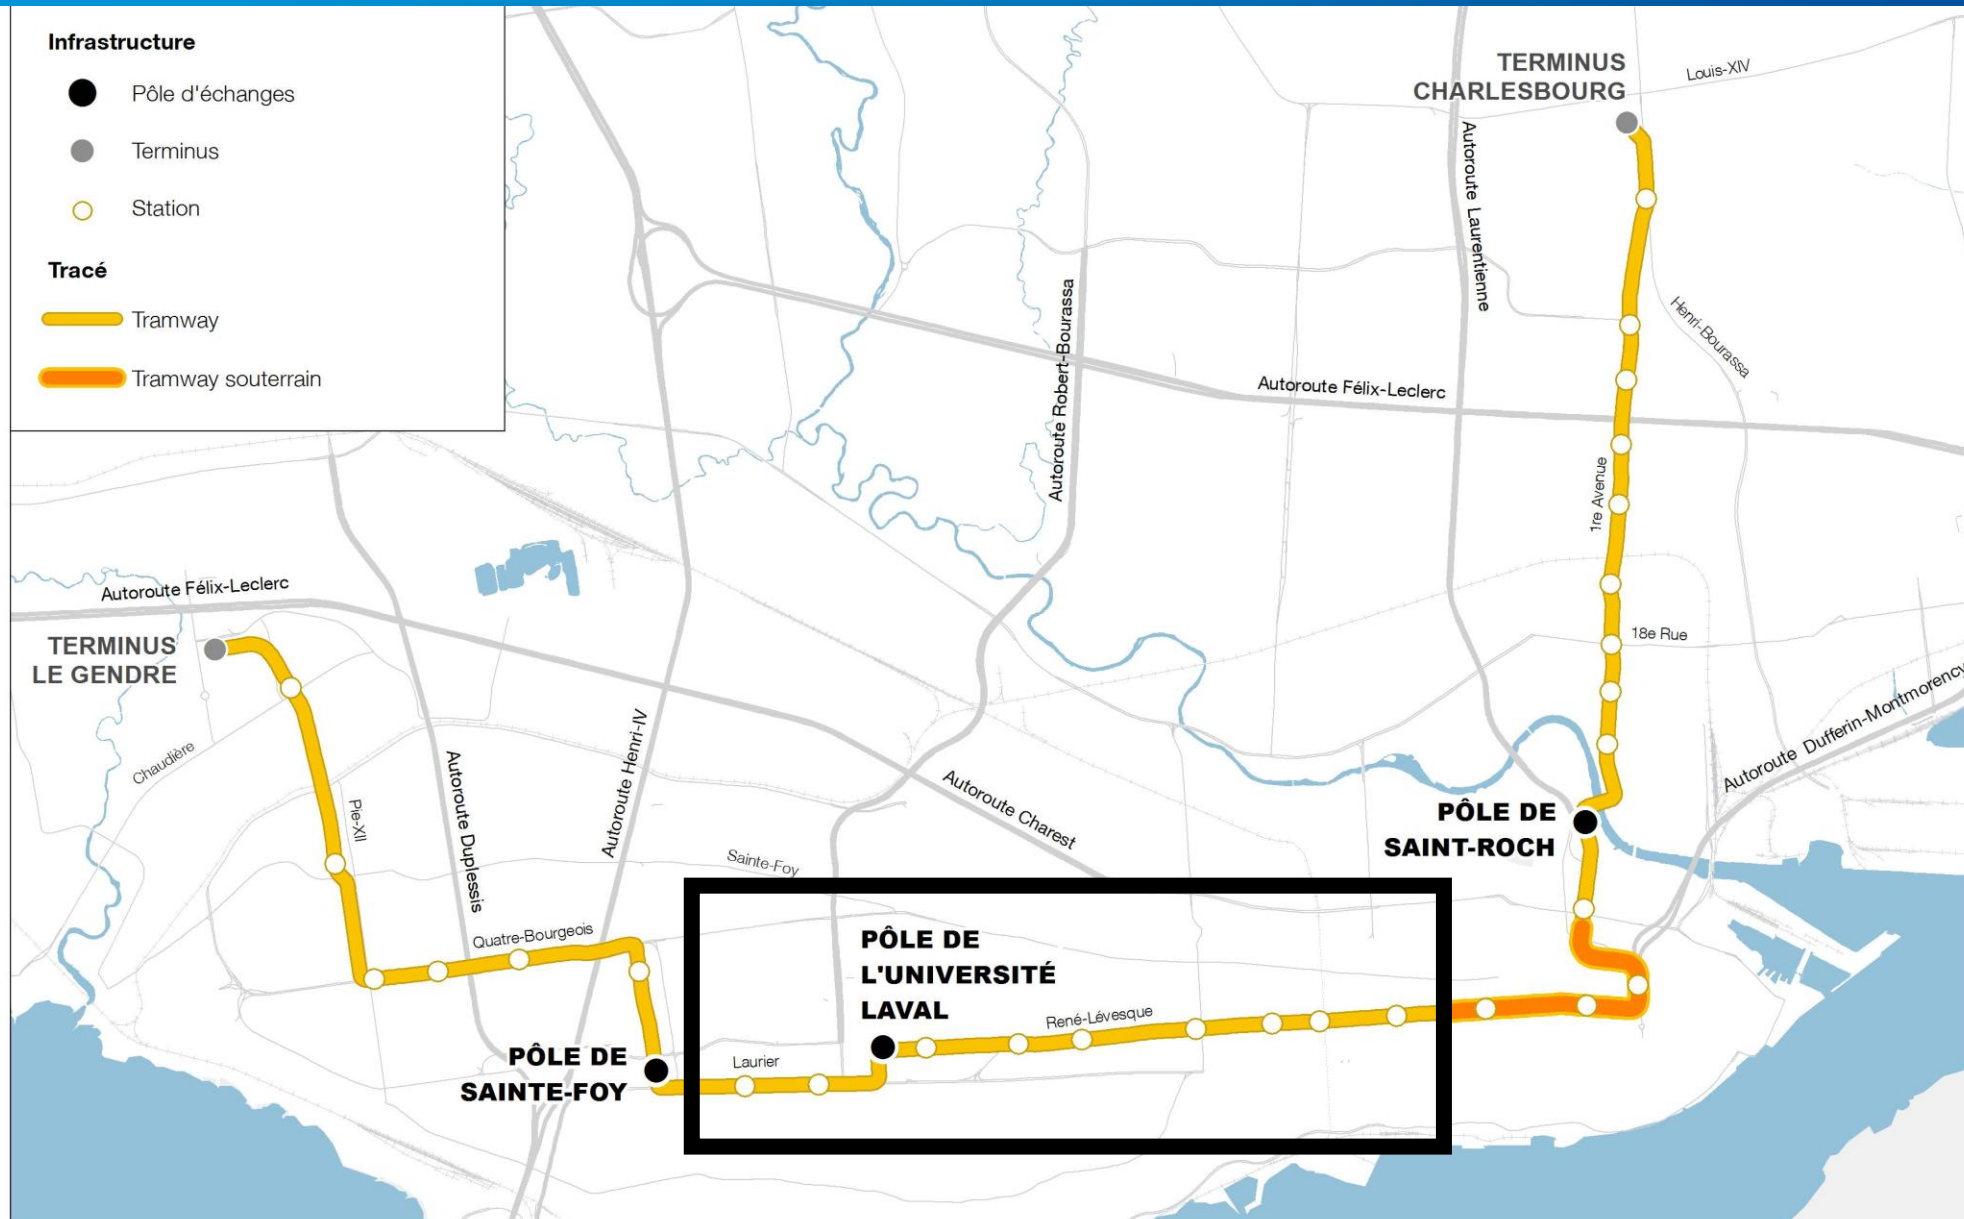 Infrastructure
Pôle d'échanges
Terminus
Station
Tracé
Tramway
Tramway souterrain
TERMINUS
CHARLESBOURG
Louis-XIV
Autoroute Laurentienne
Henri-Bourassa
Autoroute Robert-Bourassa
Autoroute Félix-Leclerc
1re Avenue
Autoroute Félix-Leclerc
TERMINUS
LE GENDRE
18e Rue
Autoroute Dufferin-Montmorency
Chaudière
Pie-XII
Autoroute Duplessis
Autoroute Henri-IV
Autoroute Charest
Sainte-Foy
PÔLE DE
SAINT-ROCH
Quatre-Bourgeois
PÔLE DE
L'UNIVERSITÉ
LAVAL
René-Lévesque
Laurier
PÔLE DE
SAINTE-FOY